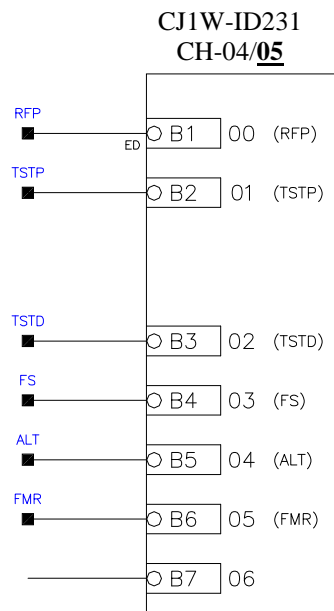 CJ1W-ID231
CH-04/05
RFP
ED B1 00 (RFP)
TSTP
B2 01 (TSTP)
TSTD
B3 02 (TSTD)
FS
B4 03 (FS)
ALT
B5 04 (ALT)
FMR
B6 05 (FMR)
B7 06